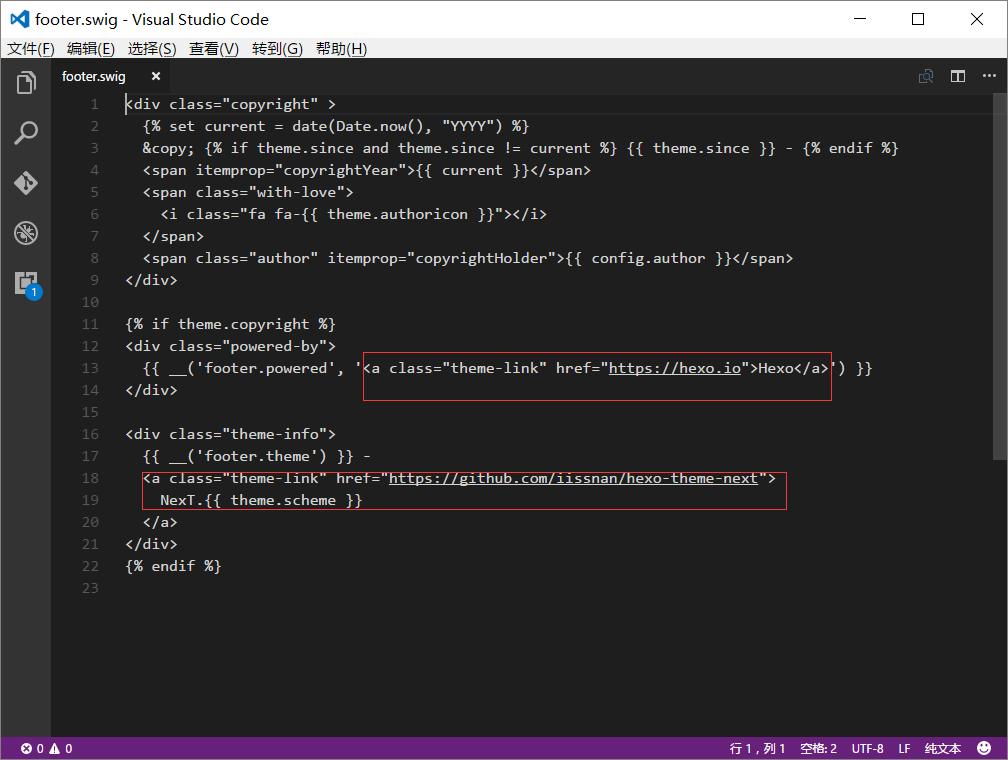 footer.swig - Visual Studio Code
文件(F) 编辑(E) 选择(S) 查看(V) 转到(G) 帮助(H)
footer.swig ×
1 <div class="copyright" >
2 {% set current = date(Date.now(), "YYYY") %}
3 &copy; {% if theme.since and theme.since != current %} {{ theme.since }} - {% endif %}
4 <span itemprop="copyrightYear">{{ current }}</span>
5 <span class="with-love">
6 <i class="fa fa-{{ theme.authoricon }}"></i>
7 </span>
8 <span class="author" itemprop="copyrightHolder">{{ config.author }}</span>
9 </div>
10
11 {% if theme.copyright %}
12 <div class="powered-by">
13 {{ __('footer.powered', '<a class="theme-link" href="https://hexo.io">Hexo</a>') }}
14 </div>
15
16 <div class="theme-info">
17 {{ __('footer.theme') }} -
18 <a class="theme-link" href="https://github.com/iissnan/hexo-theme-next">
19 NexT.{{ theme.scheme }}
20 </a>
21 </div>
22 {% endif %}
23
1
0 0 行 1，列 1 空格: 2 UTF-8 LF 纯文本